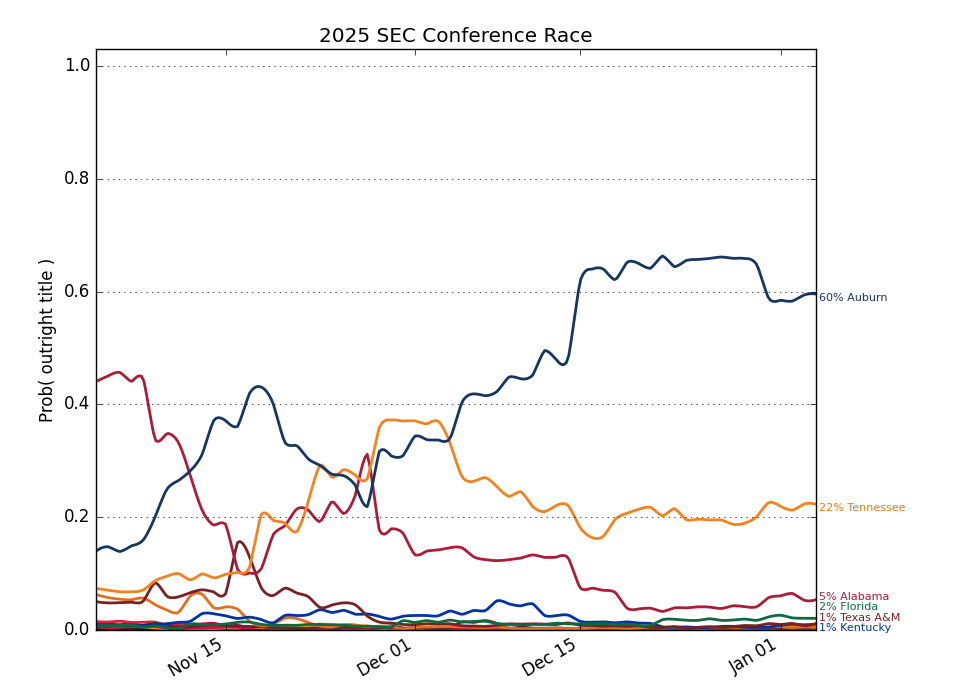 2025 SEC Conference Race
Prob( outright title )
1.0
0.8
0.6
0.4
0.2
0.0
60% Auburn
22% Tennessee
5% Alabama
2% Florida
1% Texas A&M
1% Kentucky
Nov 15
Dec 01
Dec 15
Jan 01